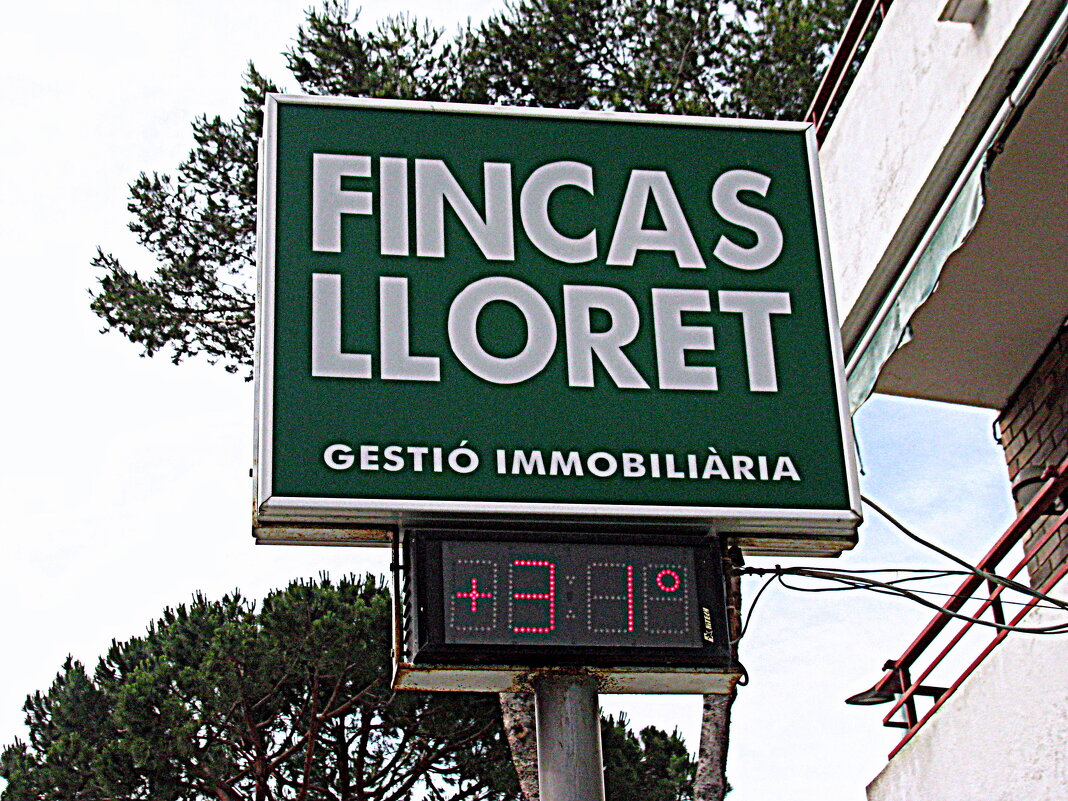 FINCAS
LLORET
GESTIÓ IMMOBILIÀRIA
+31°